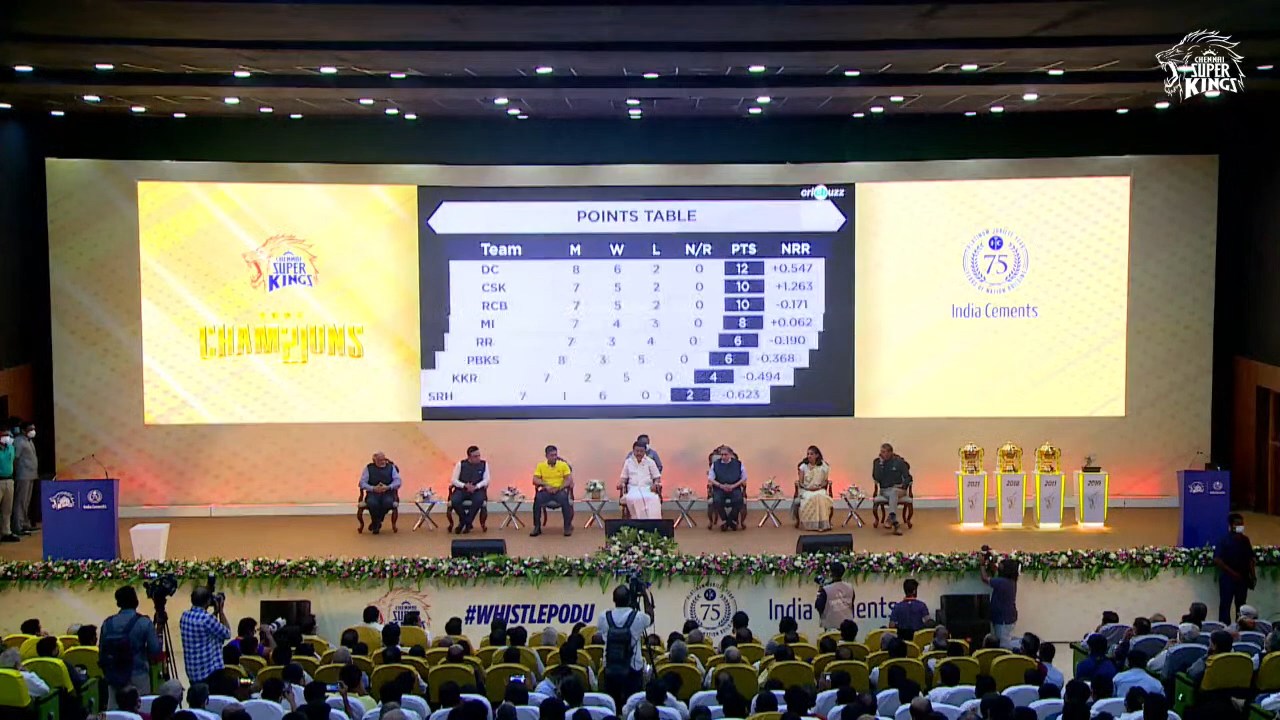 CHENNAI
SUPER
KINGS
cricbuzz
POINTS TABLE
Team M W L N/R PTS NRR
DC 8 6 2 0 12 +0.547
CSK 7 5 2 0 10 +1.263
RCB 7 5 2 0 10 -0.171
MI 7 4 3 0 8 +0.062
RR 7 3 4 0 6 -0.190
PBKS 8 3 5 0 6 -0.368
KKR 7 2 5 0 4 -0.494
SRH 7 1 6 0 2 -0.623
CHENNAI
SUPER
KINGS
CHAMPIONS
21
75
India Cements
2021
2018
2011
#WHISTLEPODU
75
India Cements